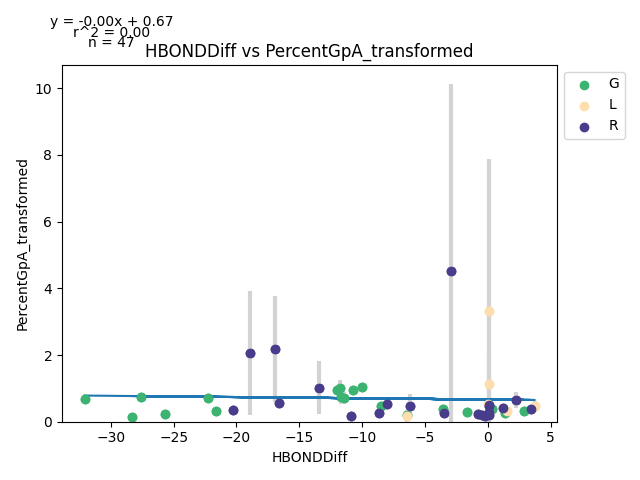 y = -0.00x + 0.67
r^2 = 0.00
n = 47
HBONDDiff vs PercentGpA_transformed
G
L
R
PercentGpA_transformed
10
8
6
4
2
0
−30
−25
−20
−15
−10
−5
0
5
HBONDDiff